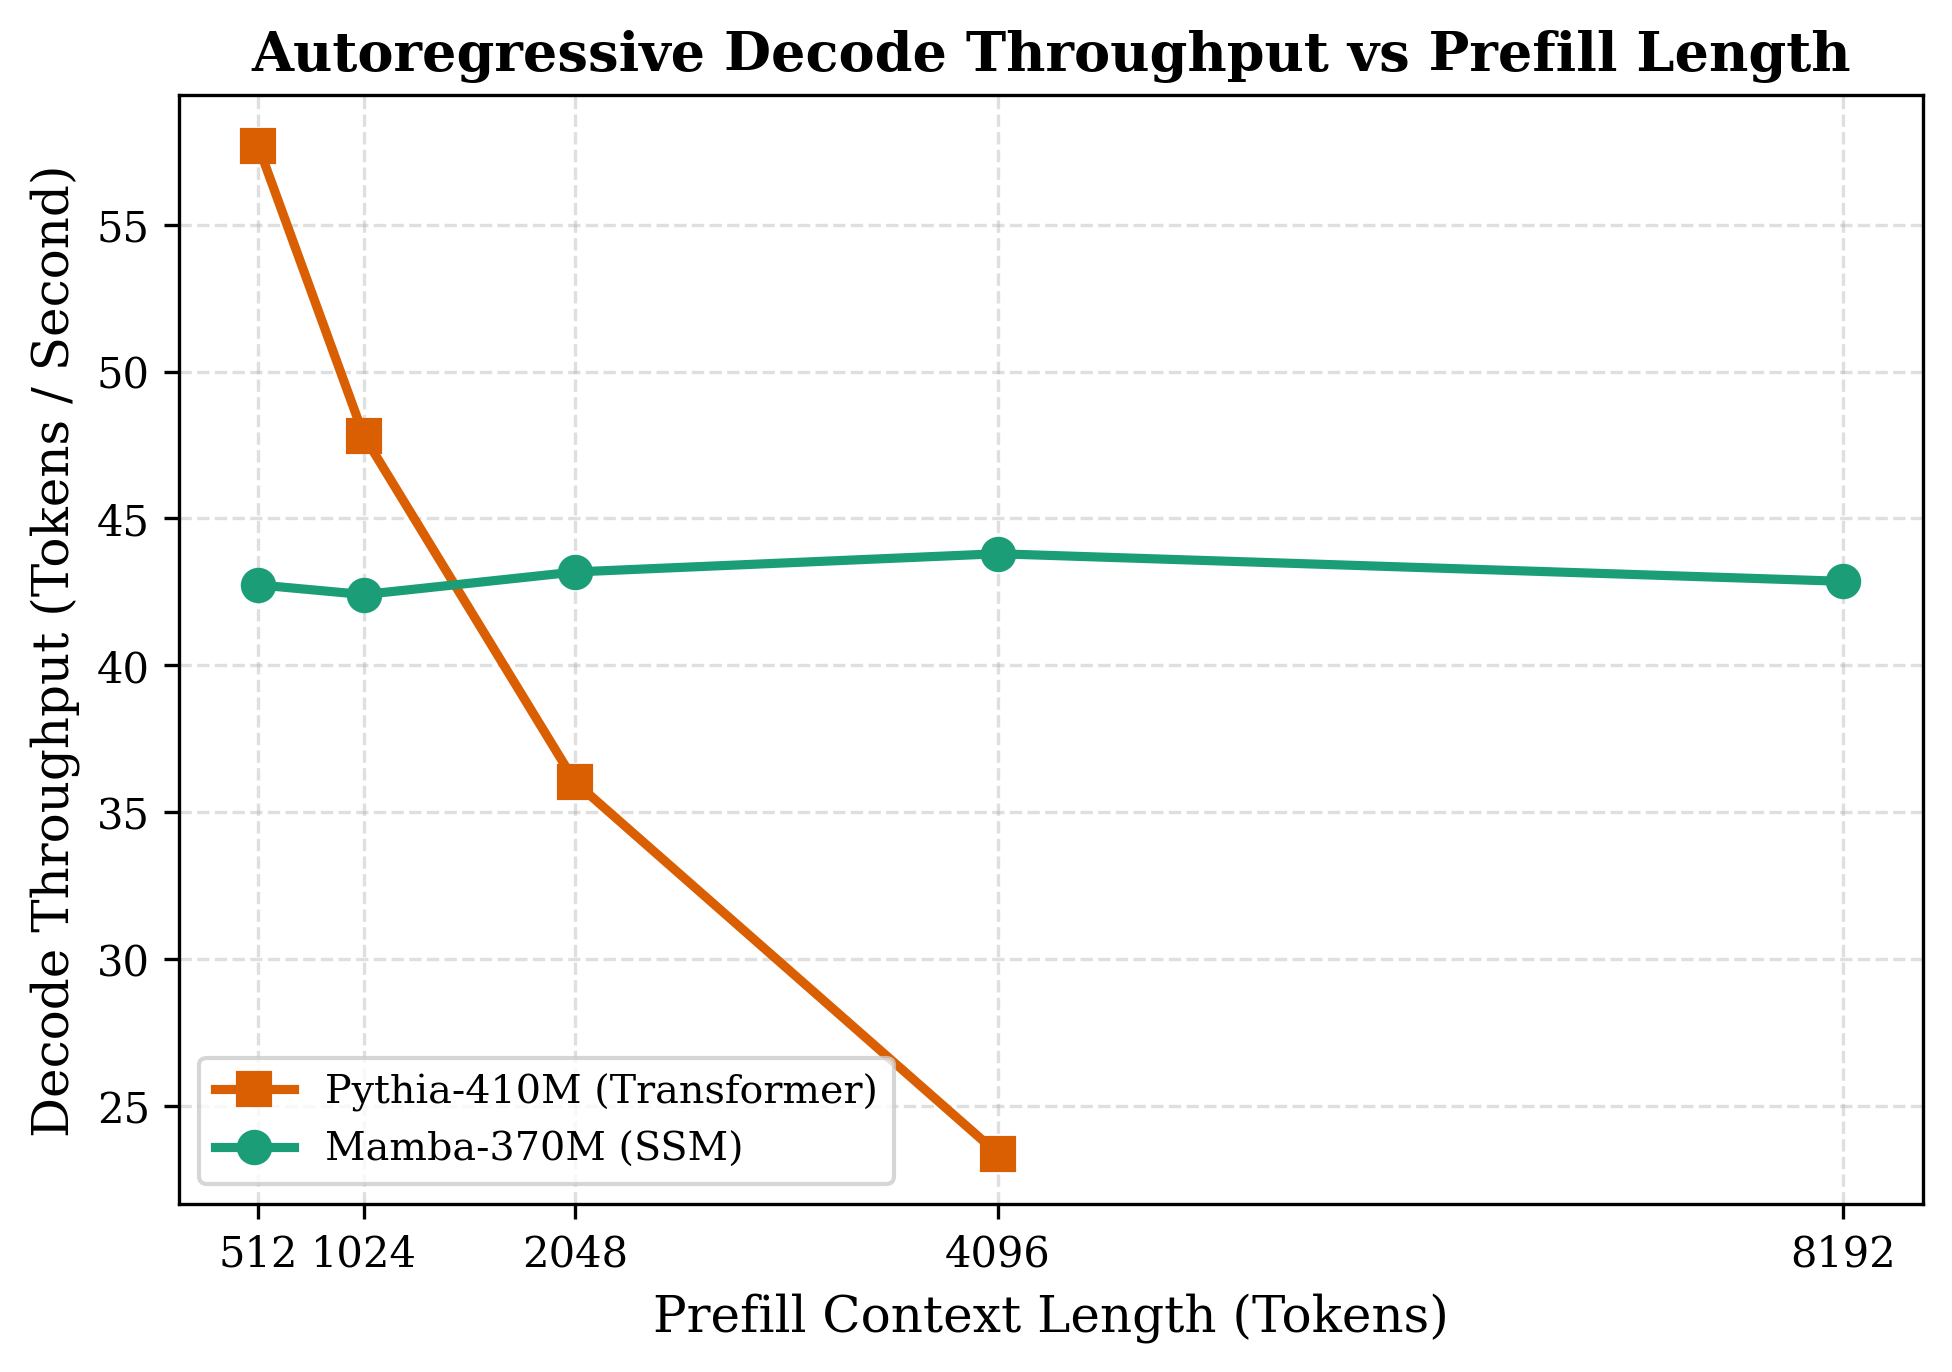 Autoregressive Decode Throughput vs Prefill Length
Decode Throughput (Tokens / Second)
55
50
45
40
35
30
25
Pythia-410M (Transformer)
Mamba-370M (SSM)
512 1024 2048 4096 8192
Prefill Context Length (Tokens)